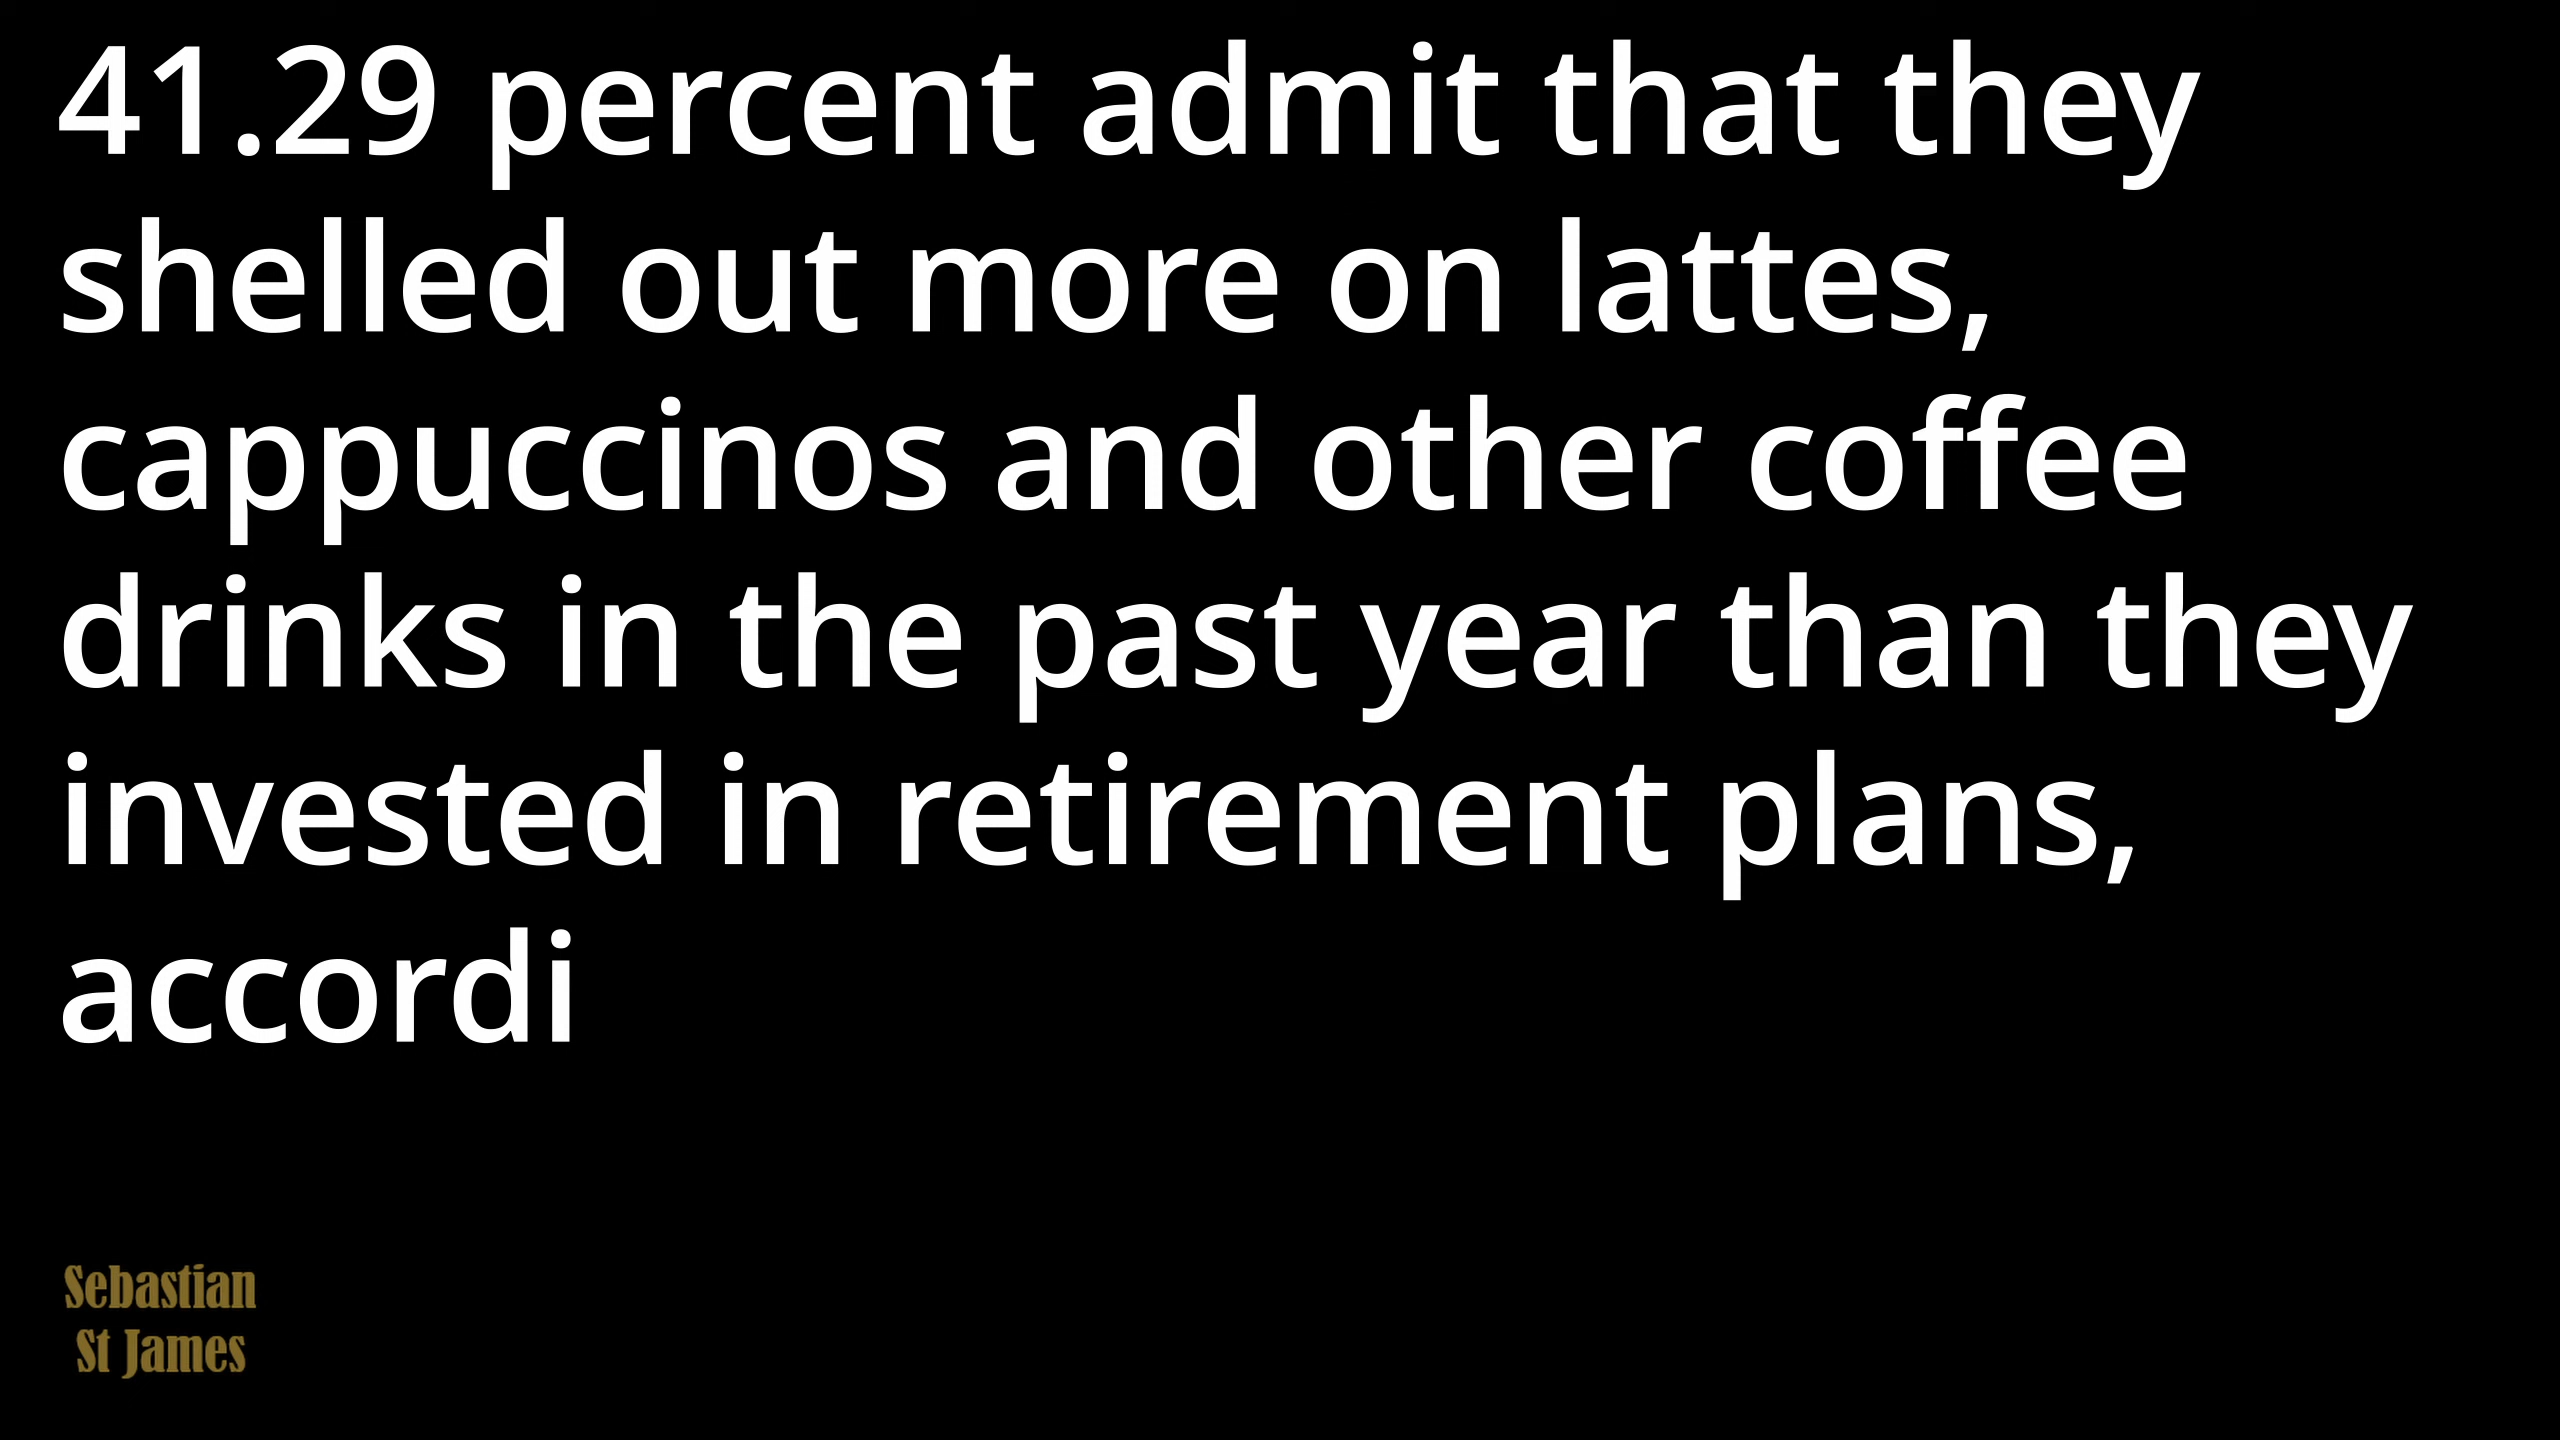 41.29 percent admit that they
shelled out more on lattes,
cappuccinos and other coffee
drinks in the past year than they
invested in retirement plans,
accordi
Sebastian
St James